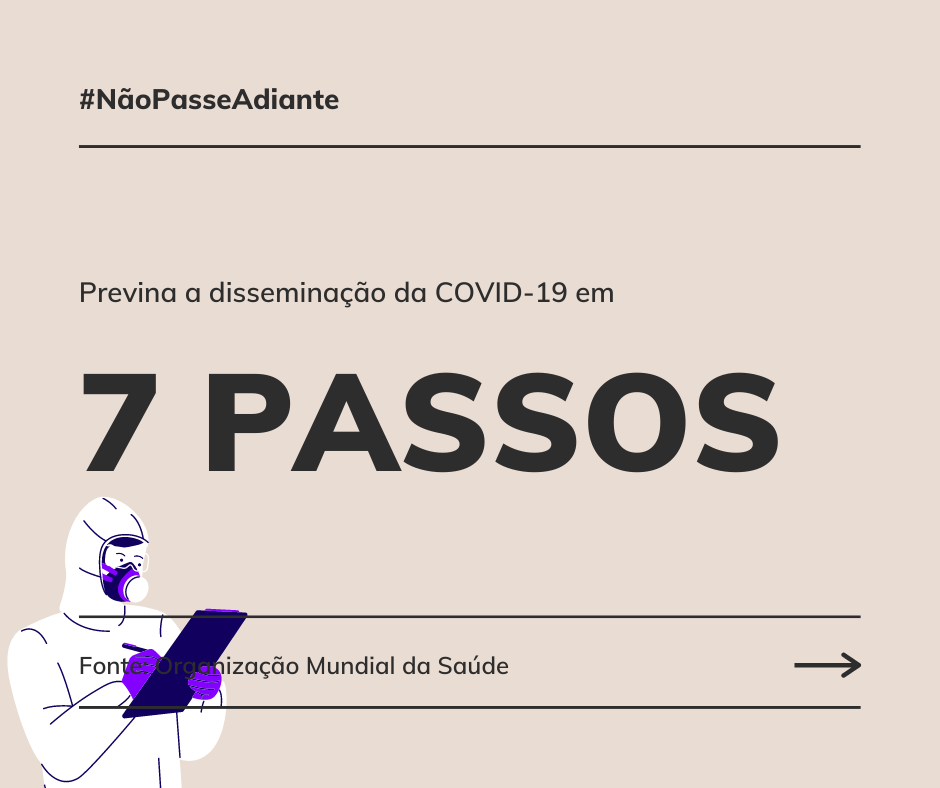 #NãoPasseAdiante
Previna a disseminação da COVID-19 em
7 PASSOS
Fonte: Organização Mundial da Saúde